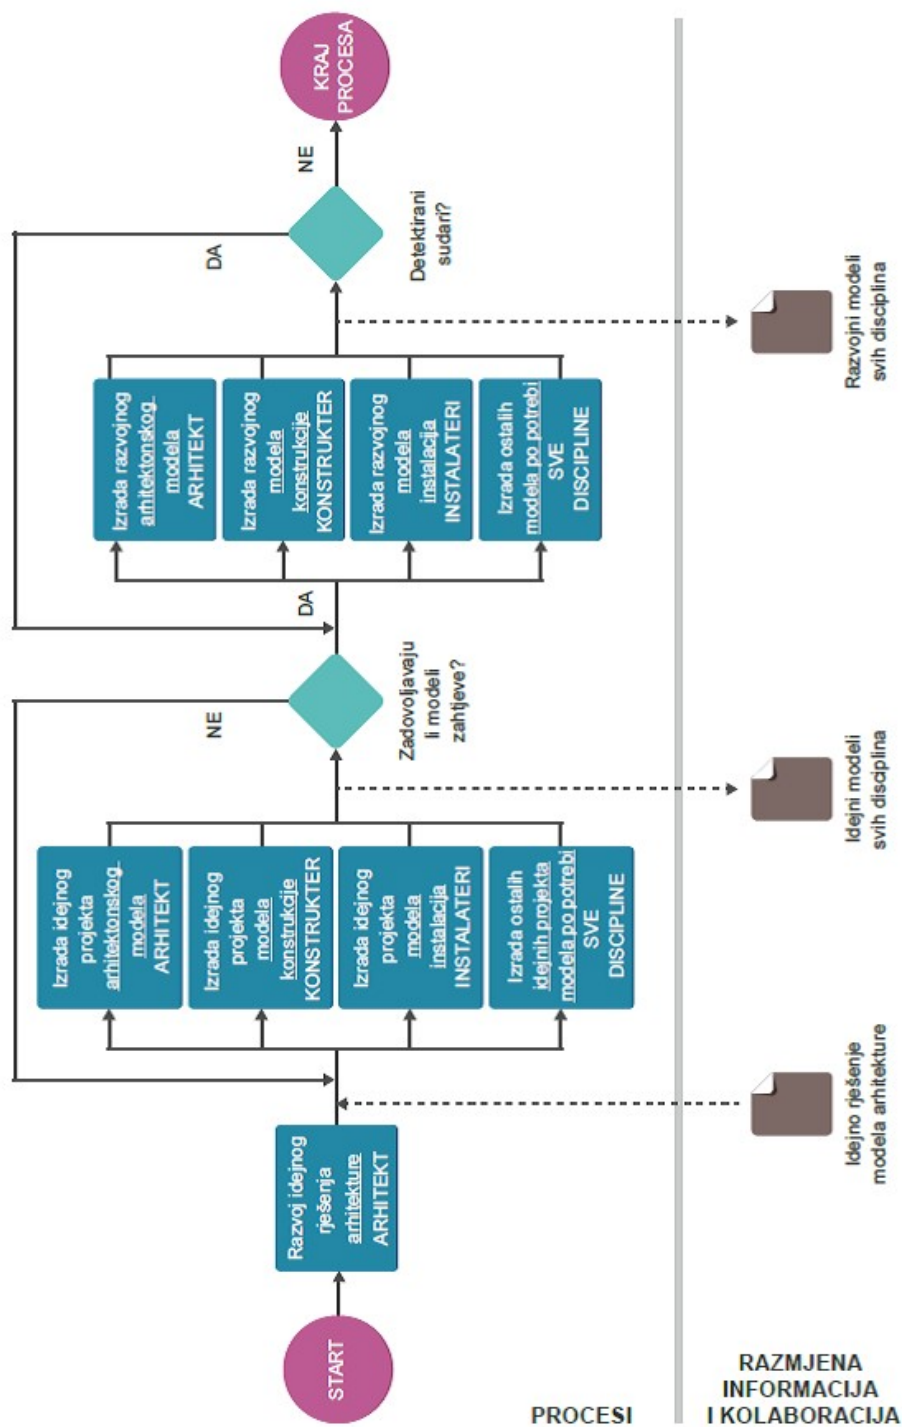 START
Razvoj idejnog
rješenja
arhitekture
ARHITEKT
Izrada idejnog
projekta
arhitektonskog
modela
ARHITEKT
Izrada idejnog
projekta
modela
konstrukcije
KONSTRUKTER
Izrada idejnog
projekta
modela
instalacija
INSTALATERI
Izrada ostalih
idejnih projekta
modela po potrebi
SVE
DISCIPLINE
NE
Zadovoljavaju
li modeli
zahtjeve?
DA
Izrada razvojnog
arhitektonskog
modela
ARHITEKT
Izrada razvojnog
modela
konstrukcije
KONSTRUKTER
Izrada razvojnog
modela
instalacija
INSTALATERI
Izrada ostalih
modela po potrebi
SVE
DISCIPLINE
DA
Detektirani
sudari?
NE
KRAJ
PROCESA
PROCESI
RAZMJENA
INFORMACIJA
I KOLABORACIJA
Idejno rješenje
modela arhitekture
Idejni modeli
svih disciplina
Razvojni modeli
svih disciplina